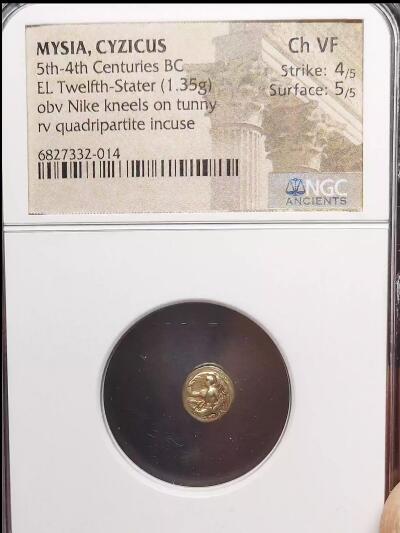 MYSIA, CYZICUS
Ch VF
5th-4th Centuries BC
Strike: 4/5
EL Twelfth-Stater (1.35g)
Surface: 5/5
obv Nike kneels on tunny
rv quadripartite incuse
6827332-014
NGC
ANCIENTS